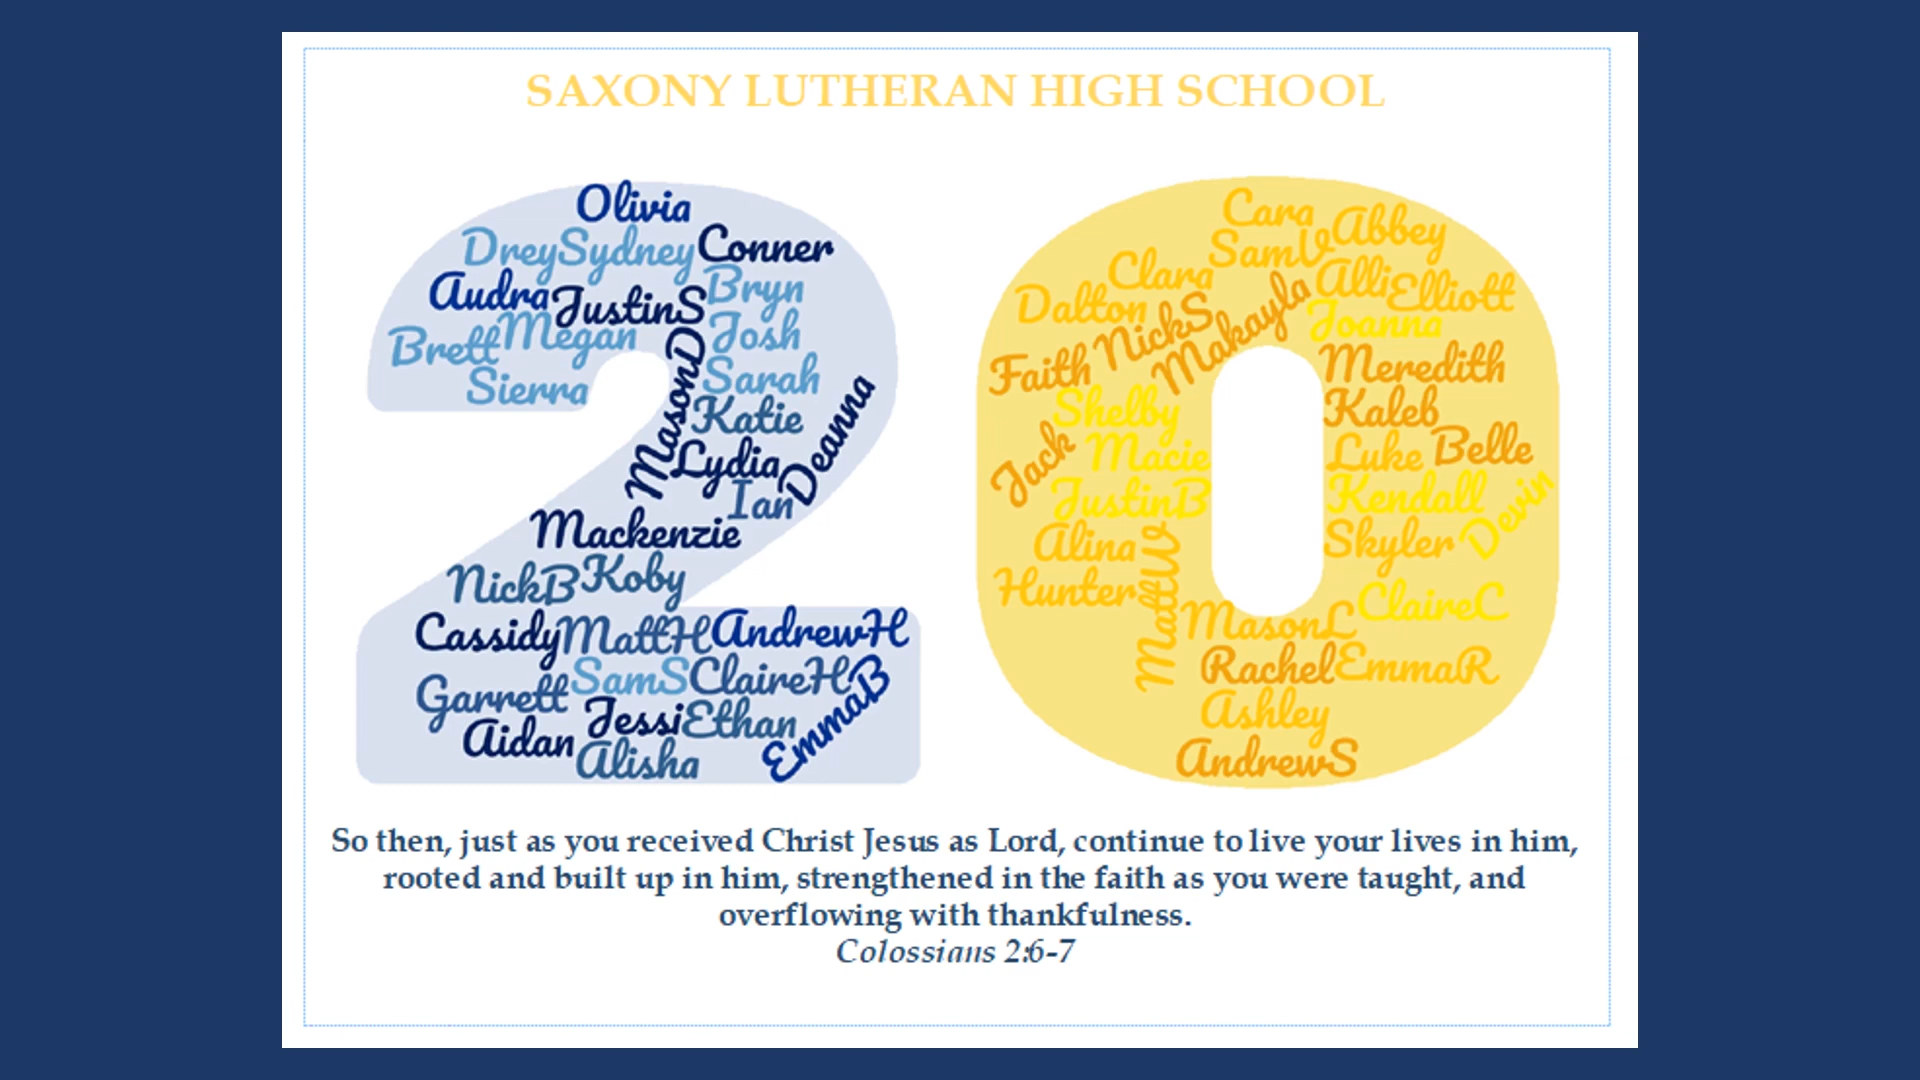 SAXONY LUTHERAN HIGH SCHOOL
Olivia
Drey Sydney Conner
Audra JustinS Bryn
Brett Megan Josh
Sierra MasonD Sarah
Katie Deanna
Lydia
Ian
Mackenzie
NickB Koby
Cassidy MattH AndrewH
Garrett SamS ClaireH
Aidan Jessi Ethan EmmaB
Alisha
Cara Abbey
SamV
Clara Alli Elliott
Dalton NickS Makayla Joanna
Faith Meredith
Shelby Kaleb
Jack Macie Luke Belle
JustinB Kendall Devin
Alina MattW Skyler
Hunter ClaireC
MasonL
Rachel EmmaR
Ashley
AndrewS
So then, just as you received Christ Jesus as Lord, continue to live your lives in him,
rooted and built up in him, strengthened in the faith as you were taught, and
overflowing with thankfulness.
Colossians 2:6-7